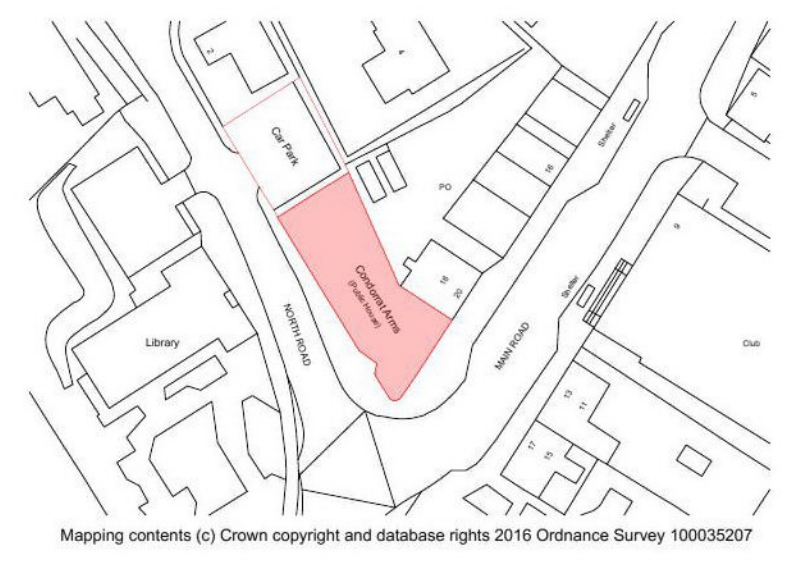 2
4
5
Car Park
Shelter
16
PO
9
18
20
Condorrat Arms
(Public House)
Shelter
NORTH ROAD
MAIN ROAD
Library
Club
13
11
17
15
Mapping contents (c) Crown copyright and database rights 2016 Ordnance Survey 100035207